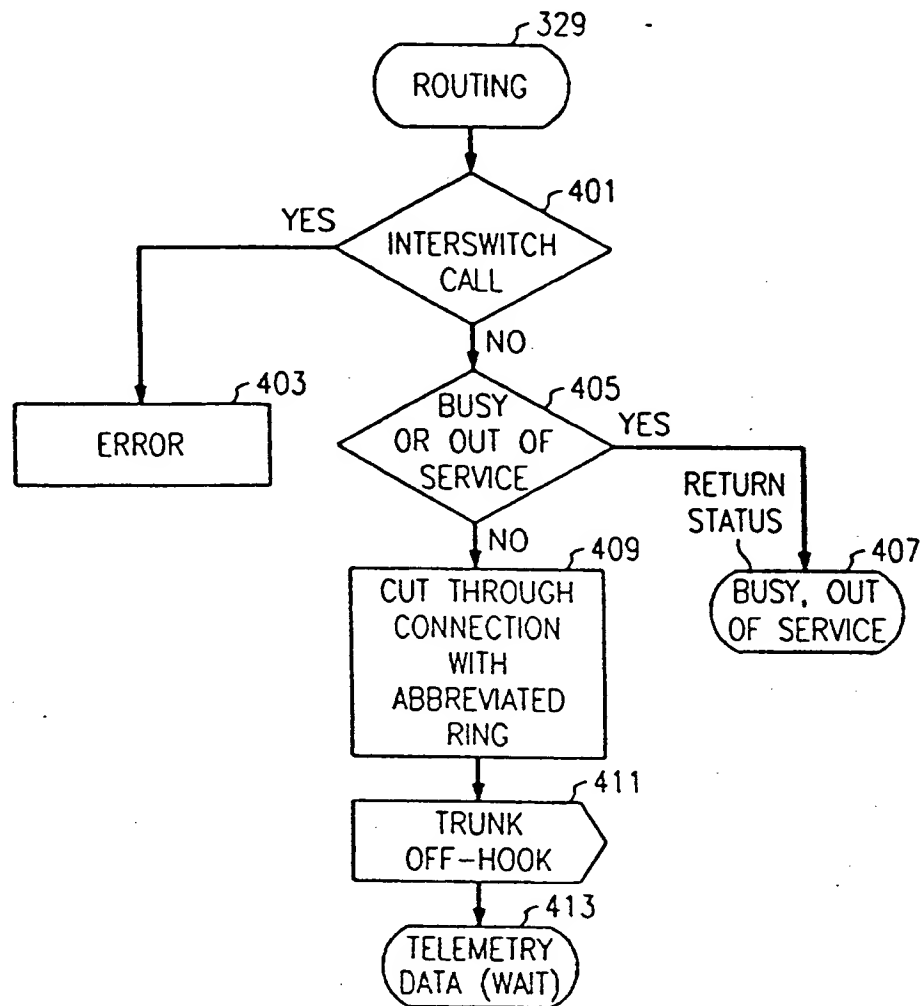 329
ROUTING
401
YES
INTERSWITCH
CALL
NO
403
ERROR
405
BUSY
OR OUT OF
SERVICE
YES
RETURN
STATUS
407
BUSY, OUT
OF SERVICE
NO
409
CUT THROUGH
CONNECTION
WITH
ABBREVIATED
RING
411
TRUNK
OFF-HOOK
413
TELEMETRY
DATA (WAIT)